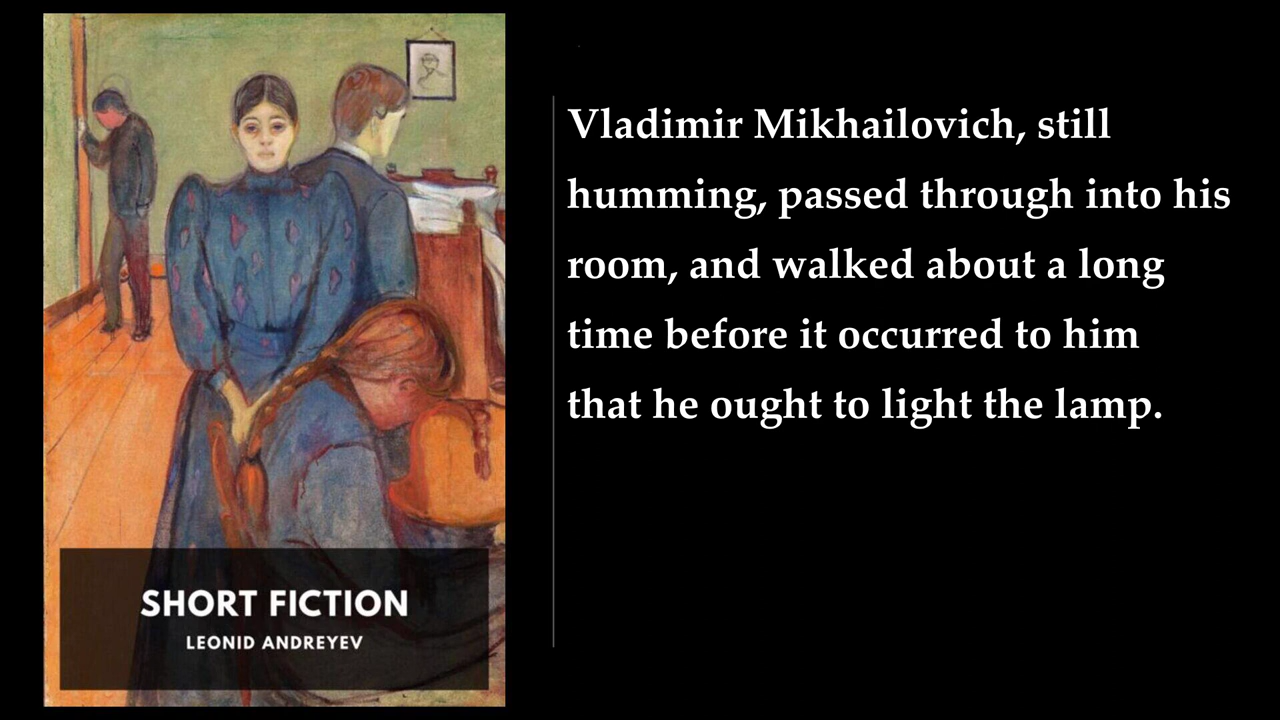 SHORT FICTION
LEONID ANDREYEV
Vladimir Mikhailovich, still
humming, passed through into his
room, and walked about a long
time before it occurred to him
that he ought to light the lamp.